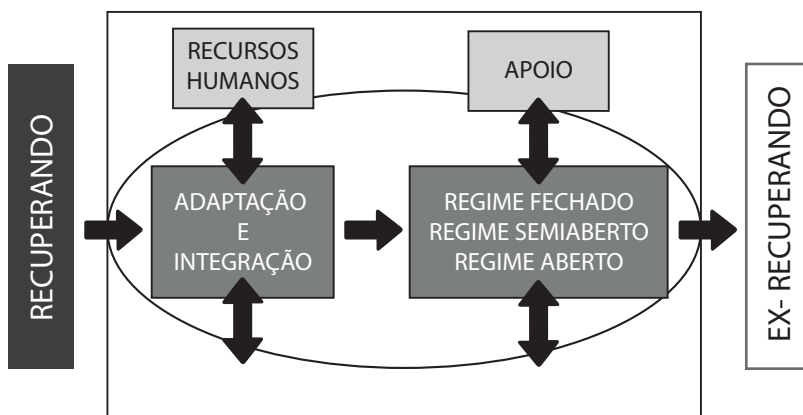 RECUPERANDO
RECURSOS
HUMANOS
APOIO
ADAPTAÇÃO
E
INTEGRAÇÃO
REGIME FECHADO
REGIME SEMIABERTO
REGIME ABERTO
EX- RECUPERANDO